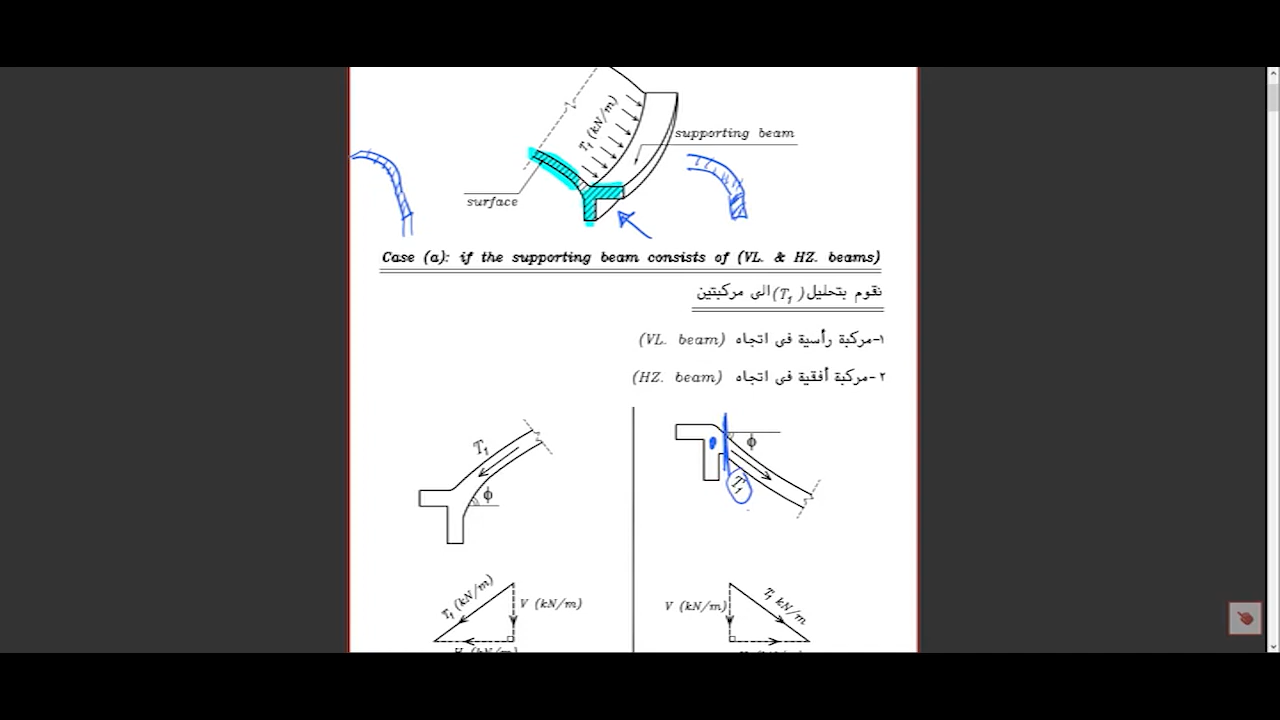 T₁ (kN/m)
supporting beam
surface
Case (a): if the supporting beam consists of (VL. & HZ. beams)
نقوم بتحليل (T₁) الى مركبتين
١-مركبة رأسية فى اتجاه (VL. beam)
٢-مركبة أفقية فى اتجاه (HZ. beam)
T₁
ϕ
ϕ
T₁
T₁ (kN/m)
V (kN/m)
V (kN/m)
T₁ kN/m